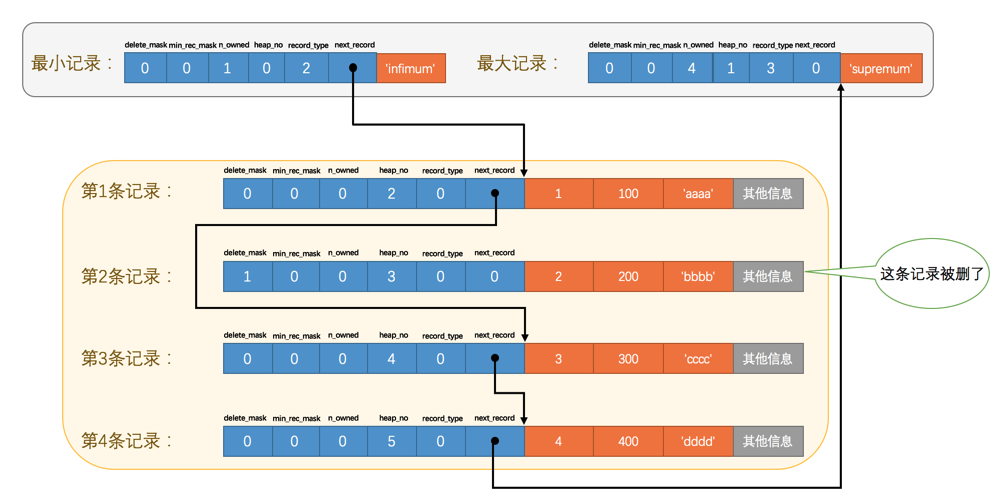 delete_mask min_rec_mask n_owned heap_no record_type next_record
最小记录： 0 0 1 0 2 'infimum'
delete_mask min_rec_mask n_owned heap_no record_type next_record
最大记录： 0 0 4 1 3 0 'supremum'
delete_mask min_rec_mask n_owned heap_no record_type next_record
第1条记录： 0 0 0 2 0 1 100 'aaaa' 其他信息
delete_mask min_rec_mask n_owned heap_no record_type next_record
第2条记录： 1 0 0 3 0 0 2 200 'bbbb' 其他信息
这条记录被删了
delete_mask min_rec_mask n_owned heap_no record_type next_record
第3条记录： 0 0 0 4 0 3 300 'cccc' 其他信息
delete_mask min_rec_mask n_owned heap_no record_type next_record
第4条记录： 0 0 0 5 0 4 400 'dddd' 其他信息